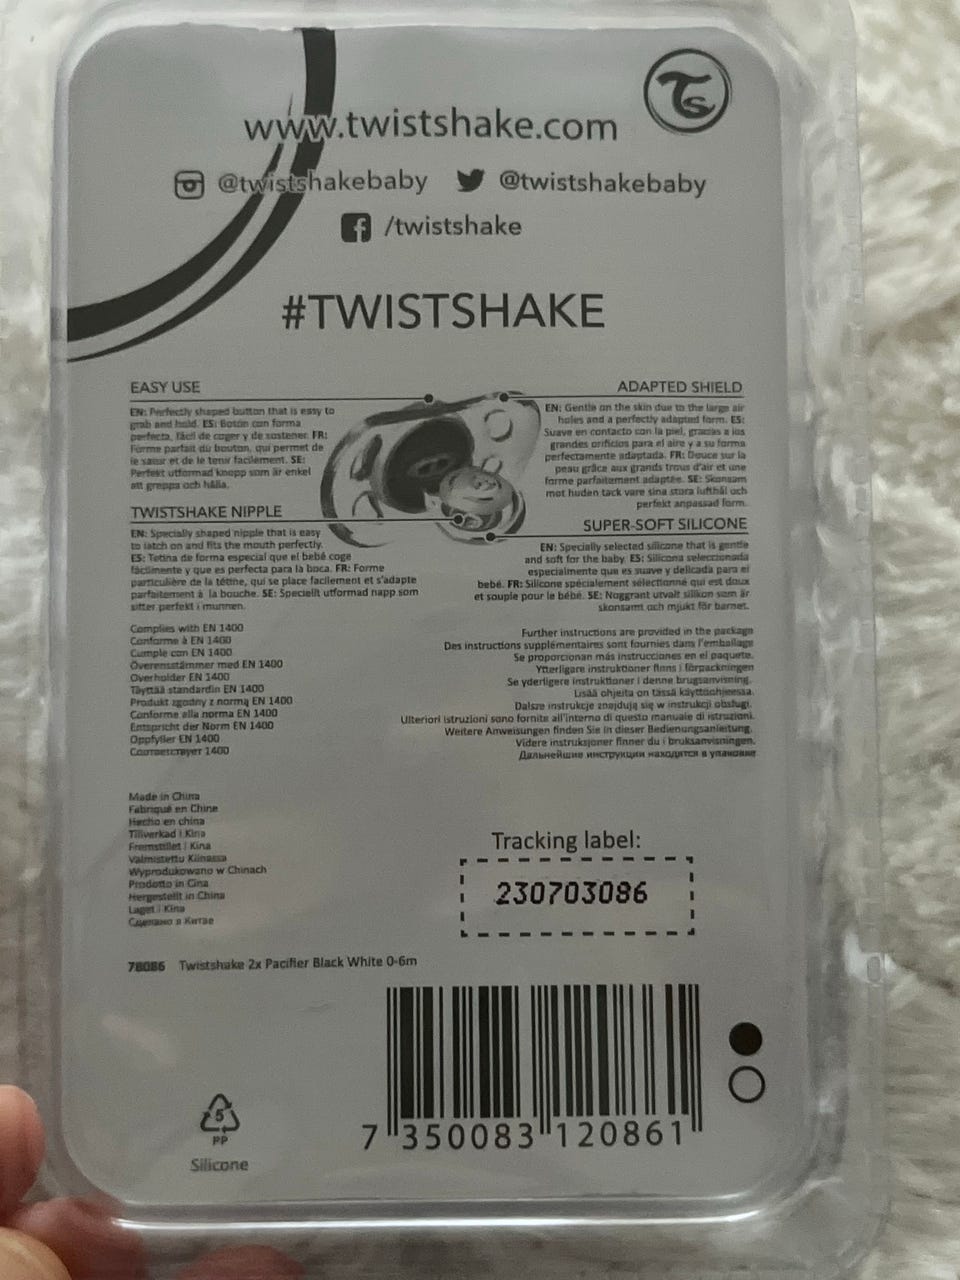 Ts
www.twistshake.com
@twistshakebaby @twistshakebaby
/twistshake
#TWISTSHAKE
EASY USE
EN: Perfectly shaped button that is easy to
grab and hold. ES: Botón con forma
perfecta, fácil de coger y de sostener. FR:
Forme parfait du bouton, qui permet de
le saisir et de le tenir facilement. SE:
Perfekt utformad knopp som är enkel
att greppa och hålla.
ADAPTED SHIELD
EN: Gentle on the skin due to the large air
holes and a perfectly adapted form. ES:
Suave en contacto con la piel, gracias a los
grandes orificios para el aire y a su forma
perfectamente adaptada. FR: Douce sur la
peau grâce aux grands trous d'air et une
forme parfaitement adaptée. SE: Skonsam
mot huden tack vare sina stora lufthål och
perfekt anpassad form.
TWISTSHAKE NIPPLE
EN: Specially shaped nipple that is easy
to latch on and fits the mouth perfectly.
ES: Tetina de forma especial que el bebé coge
fácilmente y que es perfecta para la boca. FR: Forme
particulière de la tétine, qui se place facilement et s'adapte
parfaitement à la bouche. SE: Speciellt utformad napp som
sitter perfekt i munnen.
SUPER-SOFT SILICONE
EN: Specially selected silicone that is gentle
and soft for the baby. ES: Silicona seleccionada
especialmente que es suave y delicada para el
bebé. FR: Silicone spécialement sélectionné qui est doux
et souple pour le bébé. SE: Noggrant utvalt silikon som är
skonsamt och mjukt för barnet.
Complies with EN 1400
Conforme à EN 1400
Cumple con EN 1400
Överensstämmer med EN 1400
Overholder EN 1400
Täyttää standardin EN 1400
Produkt zgodny z normą EN 1400
Conforme alla norma EN 1400
Entspricht der Norm EN 1400
Oppfyller EN 1400
Соответствует 1400
Further instructions are provided in the package
Des instructions supplémentaires sont fournies dans l'emballage
Se proporcionan más instrucciones en el paquete.
Ytterligare instruktioner finns i förpackningen
Se yderligere instruktioner i denne brugsanvisning.
Lisää ohjeita on tässä käyttöohjeessa.
Dalsze instrukcje znajdują się w instrukcji obsługi.
Ulteriori istruzioni sono fornite all'interno di questo manuale di istruzioni.
Weitere Anweisungen finden Sie in dieser Bedienungsanleitung.
Videre instruksjoner finner du i bruksanvisningen.
Дальнейшие инструкции находятся в упаковке
Made in China
Fabriqué en Chine
Hecho en china
Tillverkad i Kina
Fremstillet i Kina
Valmistettu Kiinassa
Wyprodukowano w Chinach
Prodotto in Cina
Hergestellt in China
Laget i Kina
Сделано в Китае
Tracking label:
230703086
78086 Twistshake 2x Pacifier Black White 0-6m
5
PP
Silicone
7 350083 120861